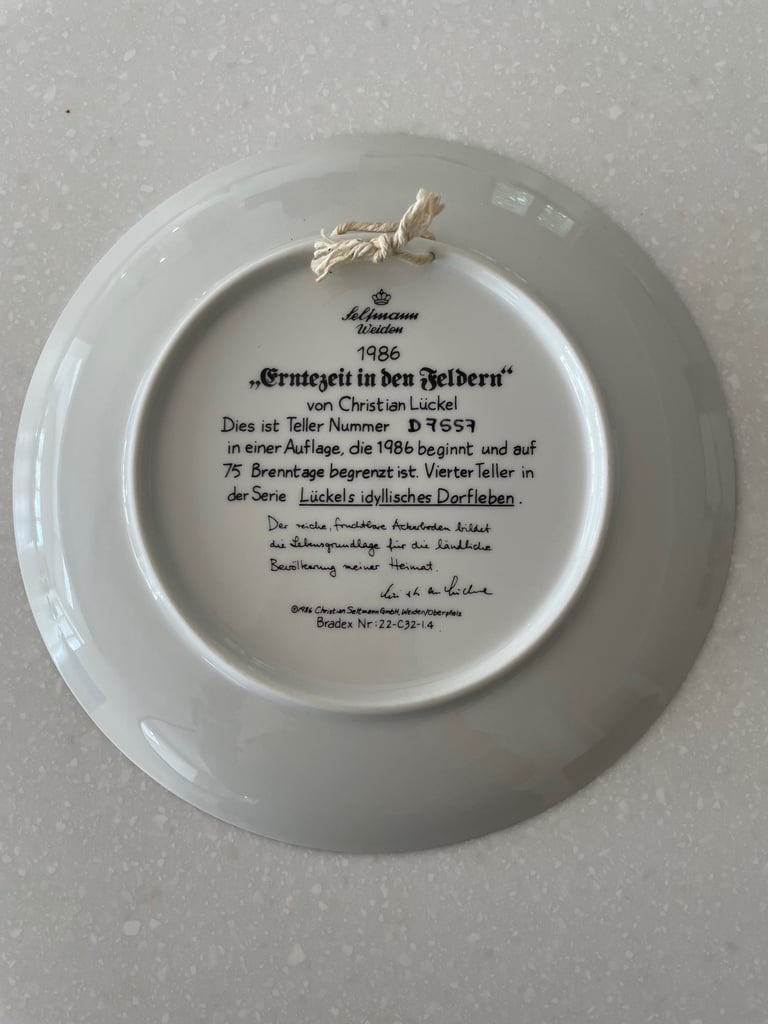 Seltmann
Weiden
1986
„Erntezeit in den Feldern“
von Christian Lückel
Dies ist Teller Nummer D7557
in einer Auflage, die 1986 beginnt und auf
75 Brenntage begrenzt ist. Vierter Teller in
der Serie Lückels idyllisches Dorfleben.
Der reiche, fruchtbare Ackerboden bildet
die Lebensgrundlage für die ländliche
Bevölkerung meiner Heimat.
©1986 Christian Seltmann GmbH, Weiden/Oberpfalz
Bradex Nr: 22-C32-1.4